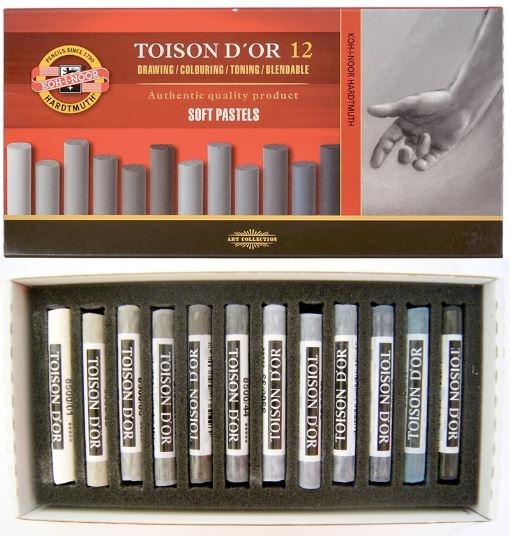 PENCILS SINCE 1790
KOH-I-NOOR
HARDTMUTH
TOISON D'OR 12
DRAWING/COLOURING/TONING/BLENDABLE
Authentic quality product
SOFT PASTELS
KOH-I-NOOR HARDTMUTH
ART COLLECTION
TOISON D'OR
TOISON D'OR
TOISON D'OR
TOISON D'OR
TOISON D'OR
TOISON D'OR
TOISON D'OR
TOISON D'OR
TOISON D'OR
TOISON D'OR
TOISON D'OR
TOISON D'OR